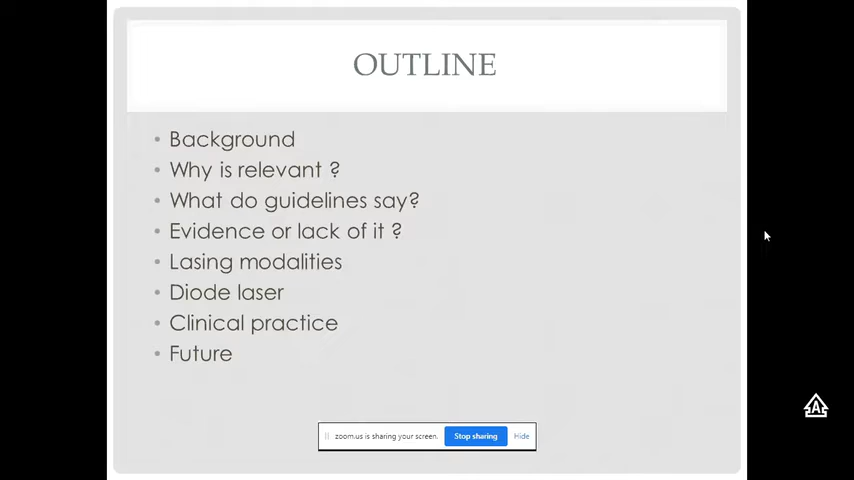 OUTLINE
• Background
• Why is relevant ?
• What do guidelines say?
• Evidence or lack of it ?
• Lasing modalities
• Diode laser
• Clinical practice
• Future
zoom.us is sharing your screen. Stop sharing Hide
A